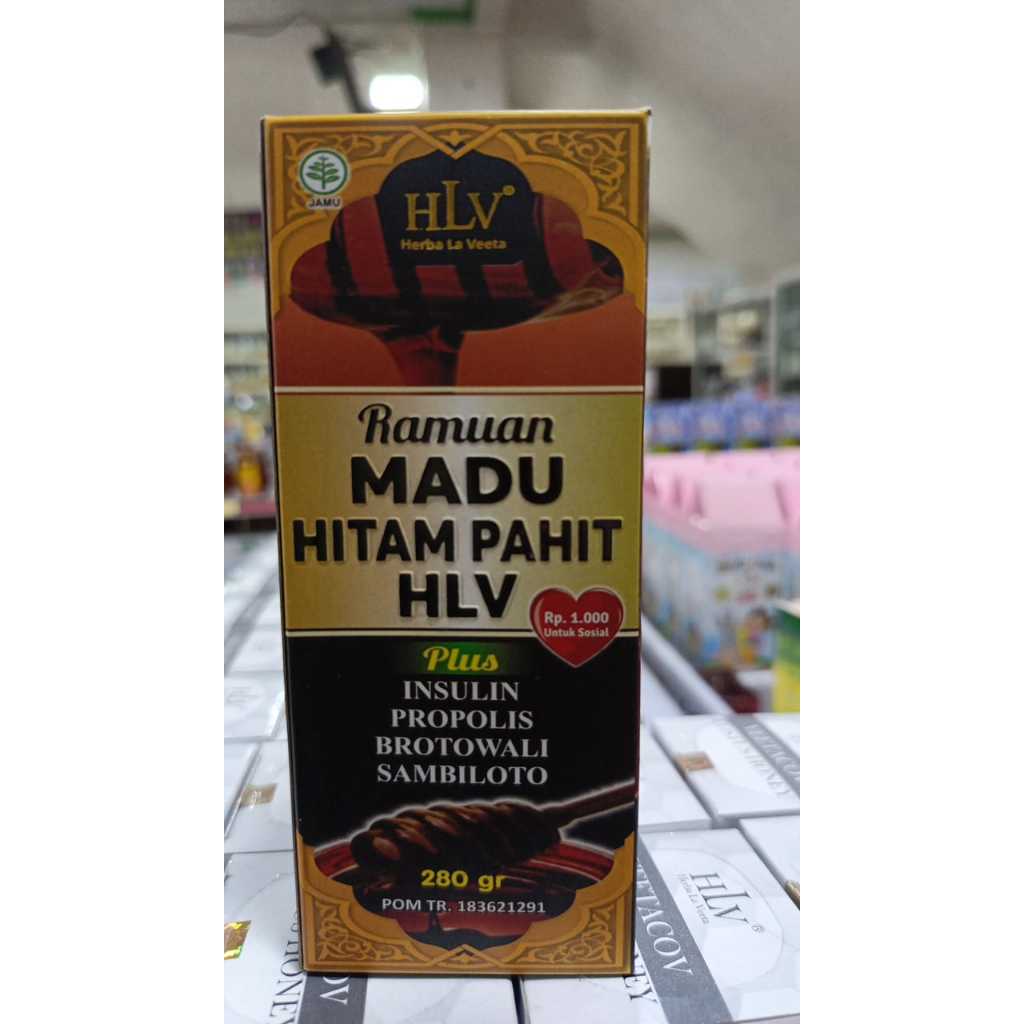 JAMU
HLV®
Herba La Veeta
Ramuan
MADU
HITAM PAHIT
HLV
Rp. 1.000
Untuk Sosial
Plus
INSULIN
PROPOLIS
BROTOWALI
SAMBILOTO
280 gr
POM TR. 183621291
HLV®
Herba La Veeta
HONEY